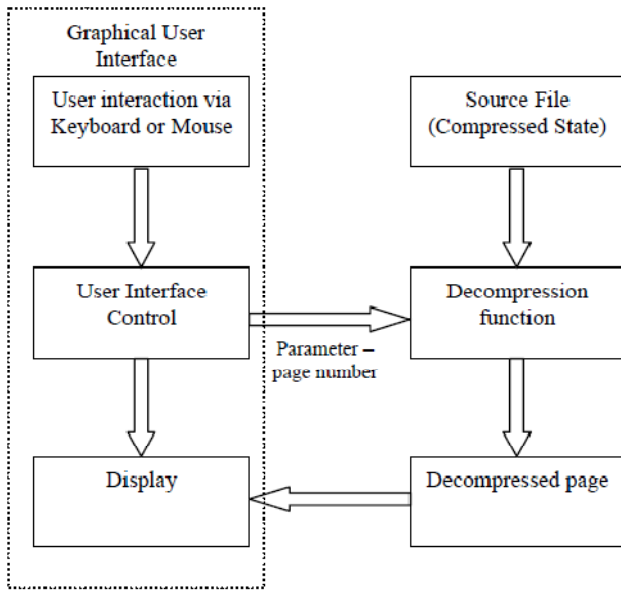 Graphical User
Interface
User interaction via
Keyboard or Mouse
Source File
(Compressed State)
User Interface
Control
Decompression
function
Parameter –
page number
Display
Decompressed page